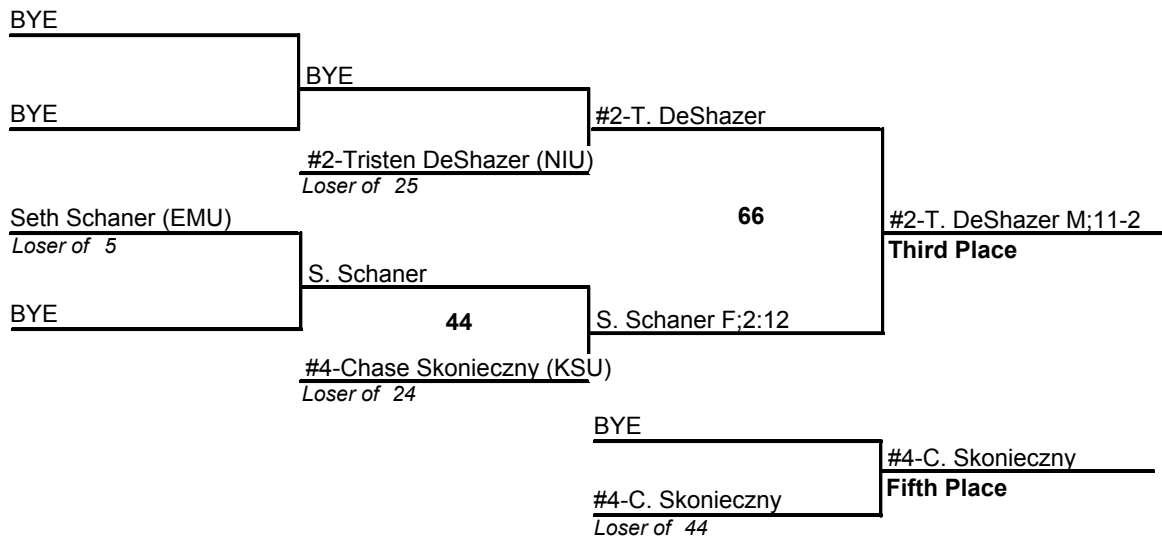 BYE
BYE
BYE
#2-T. DeShazer
#2-Tristen DeShazer (NIU)
Loser of 25
Seth Schaner (EMU)
Loser of 5
66
#2-T. DeShazer M;11-2
Third Place
S. Schaner
BYE
44
S. Schaner F;2:12
#4-Chase Skonieczny (KSU)
Loser of 24
BYE
#4-C. Skonieczny
Fifth Place
#4-C. Skonieczny
Loser of 44